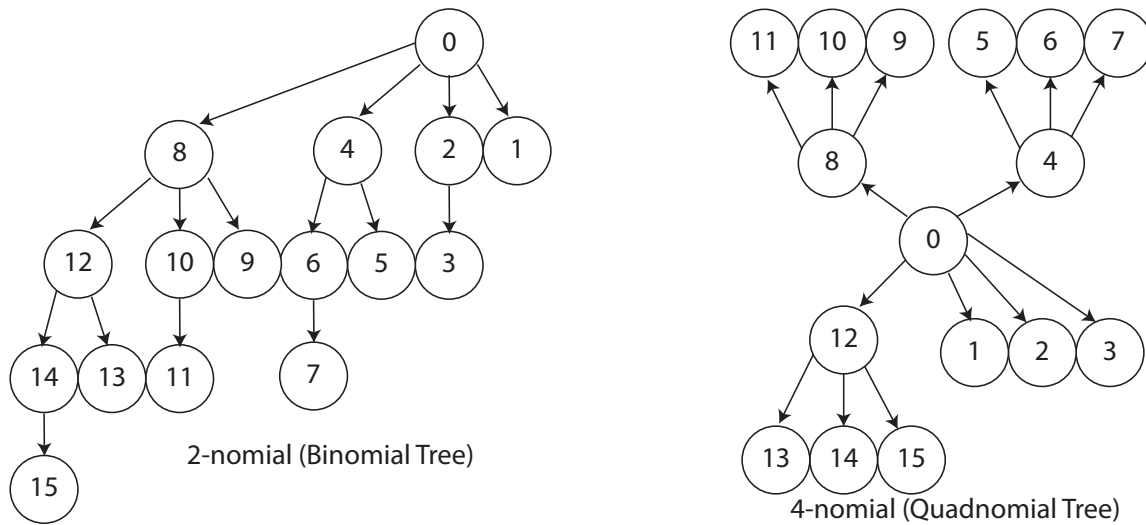 0
8 4 2 1
12 10 9 6 5 3
14 13 11 7
15
2-nomial (Binomial Tree)
11 10 9 5 6 7
8 4
0
12 1 2 3
13 14 15
4-nomial (Quadnomial Tree)